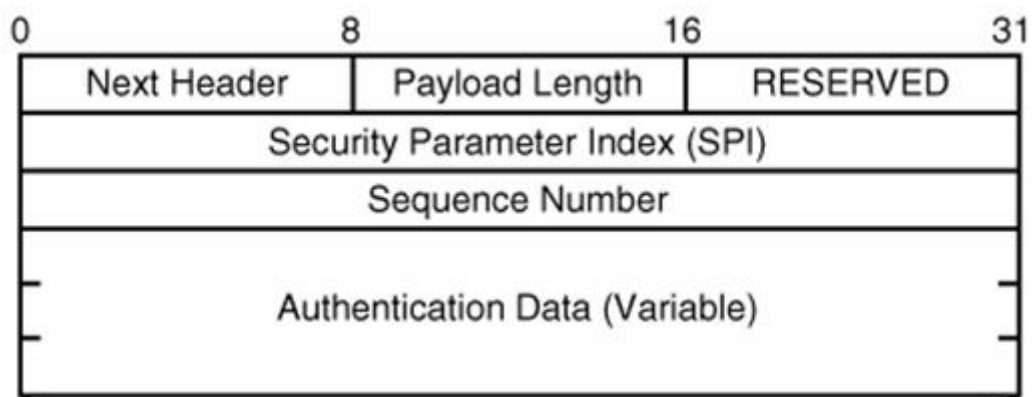 0 8 16 31
Next Header Payload Length RESERVED
Security Parameter Index (SPI)
Sequence Number
Authentication Data (Variable)